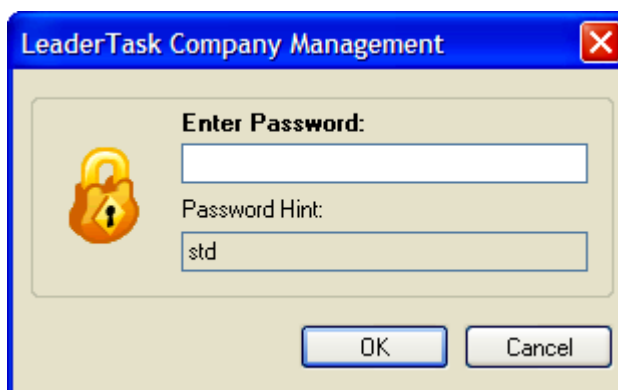 LeaderTask Company Management
Enter Password:
Password Hint:
std
OK
Cancel